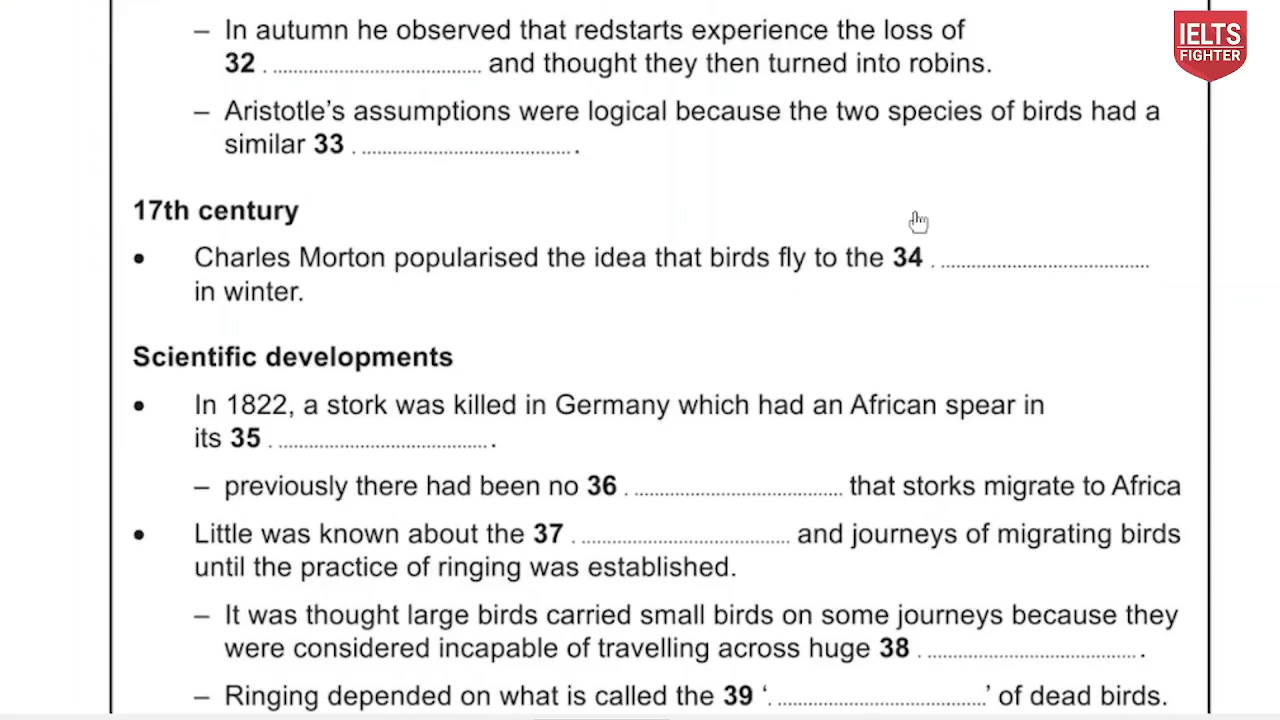 – In autumn he observed that redstarts experience the loss of
32 . .................................. and thought they then turned into robins.
– Aristotle's assumptions were logical because the two species of birds had a
similar 33 . .................................. .
17th century
• Charles Morton popularised the idea that birds fly to the 34 . ..................................
in winter.
Scientific developments
• In 1822, a stork was killed in Germany which had an African spear in
its 35 . .................................. .
– previously there had been no 36 . .................................. that storks migrate to Africa
• Little was known about the 37 . .................................. and journeys of migrating birds
until the practice of ringing was established.
– It was thought large birds carried small birds on some journeys because they
were considered incapable of travelling across huge 38 . .................................. .
– Ringing depended on what is called the 39 ‘. ..................................’ of dead birds.
IELTS
FIGHTER